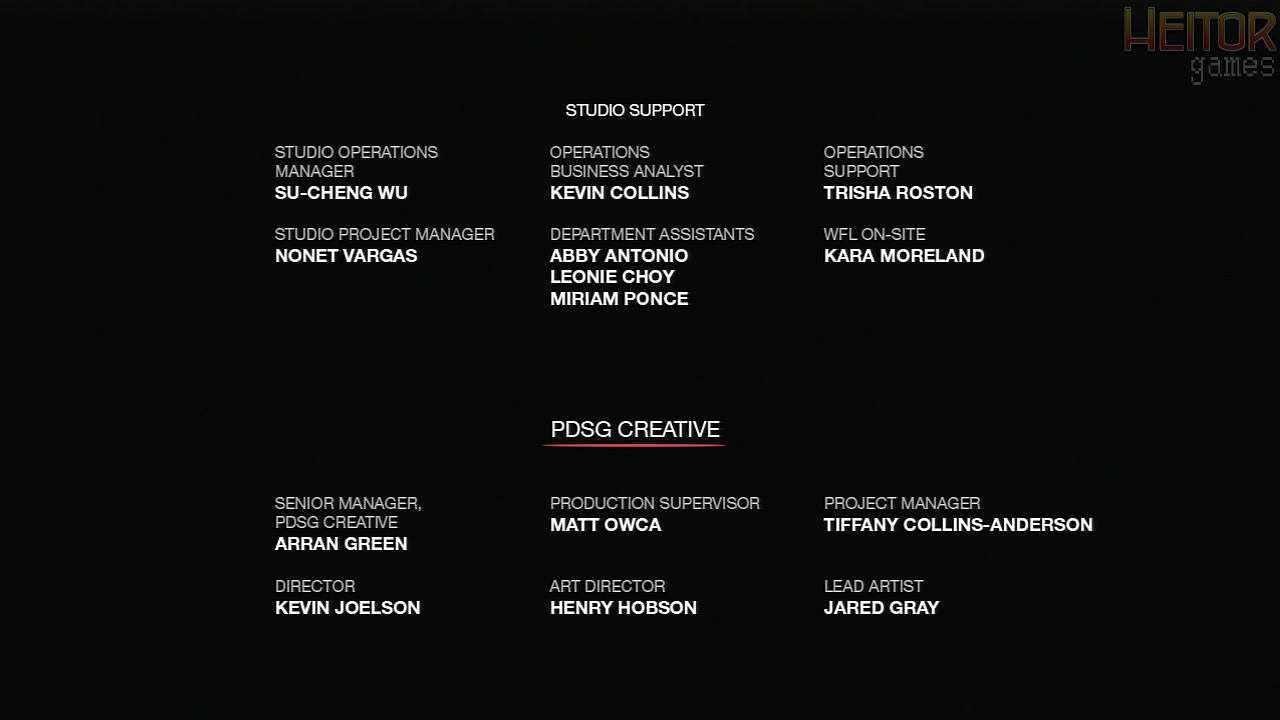 HEITOR
games
STUDIO SUPPORT
STUDIO OPERATIONS
MANAGER
SU-CHENG WU
OPERATIONS
BUSINESS ANALYST
KEVIN COLLINS
OPERATIONS
SUPPORT
TRISHA ROSTON
STUDIO PROJECT MANAGER
NONET VARGAS
DEPARTMENT ASSISTANTS
ABBY ANTONIO
LEONIE CHOY
MIRIAM PONCE
WFL ON-SITE
KARA MORELAND
PDSG CREATIVE
SENIOR MANAGER,
PDSG CREATIVE
ARRAN GREEN
PRODUCTION SUPERVISOR
MATT OWCA
PROJECT MANAGER
TIFFANY COLLINS-ANDERSON
DIRECTOR
KEVIN JOELSON
ART DIRECTOR
HENRY HOBSON
LEAD ARTIST
JARED GRAY